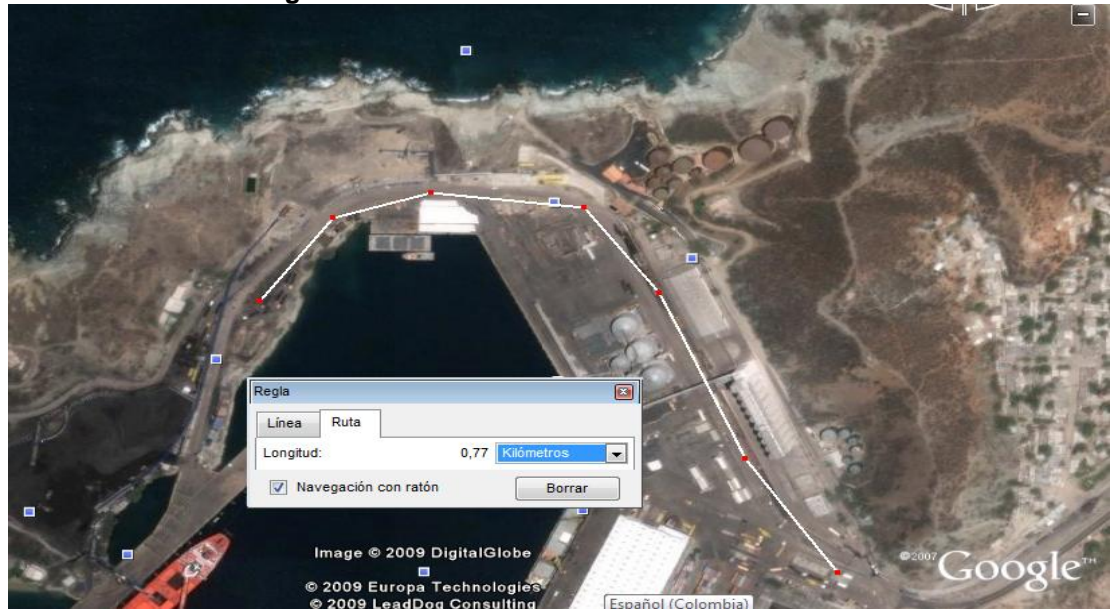 Regla
Línea Ruta
Longitud: 0,77 Kilómetros
Navegación con ratón Borrar
Image © 2009 DigitalGlobe
© 2009 Europa Technologies
© 2009 LeadDog Consulting
©2007 Google™
Español (Colombia)